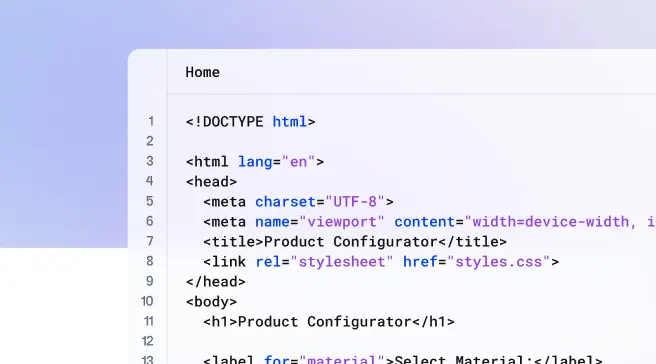 Home
1 <!DOCTYPE html>
2
3 <html lang="en">
4 <head>
5 <meta charset="UTF-8">
6 <meta name="viewport" content="width=device-width, i
7 <title>Product Configurator</title>
8 <link rel="stylesheet" href="styles.css">
9 </head>
10 <body>
11 <h1>Product Configurator</h1>
12
13 <label for="material">Select Material:</label>